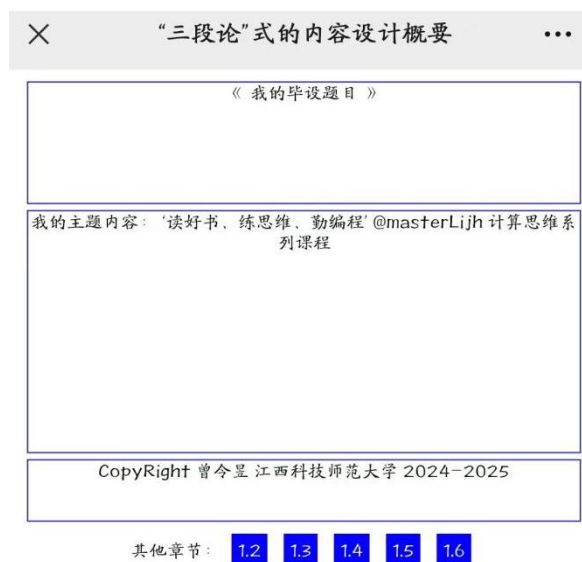 “三段论”式的内容设计概要
《 我的毕设题目 》
我的主题内容：‘读好书、练思维、勤编程’@masterLijh 计算思维系
列课程
CopyRight 曾令昱 江西科技师范大学 2024-2025
其他章节： 1.2 1.3 1.4 1.5 1.6